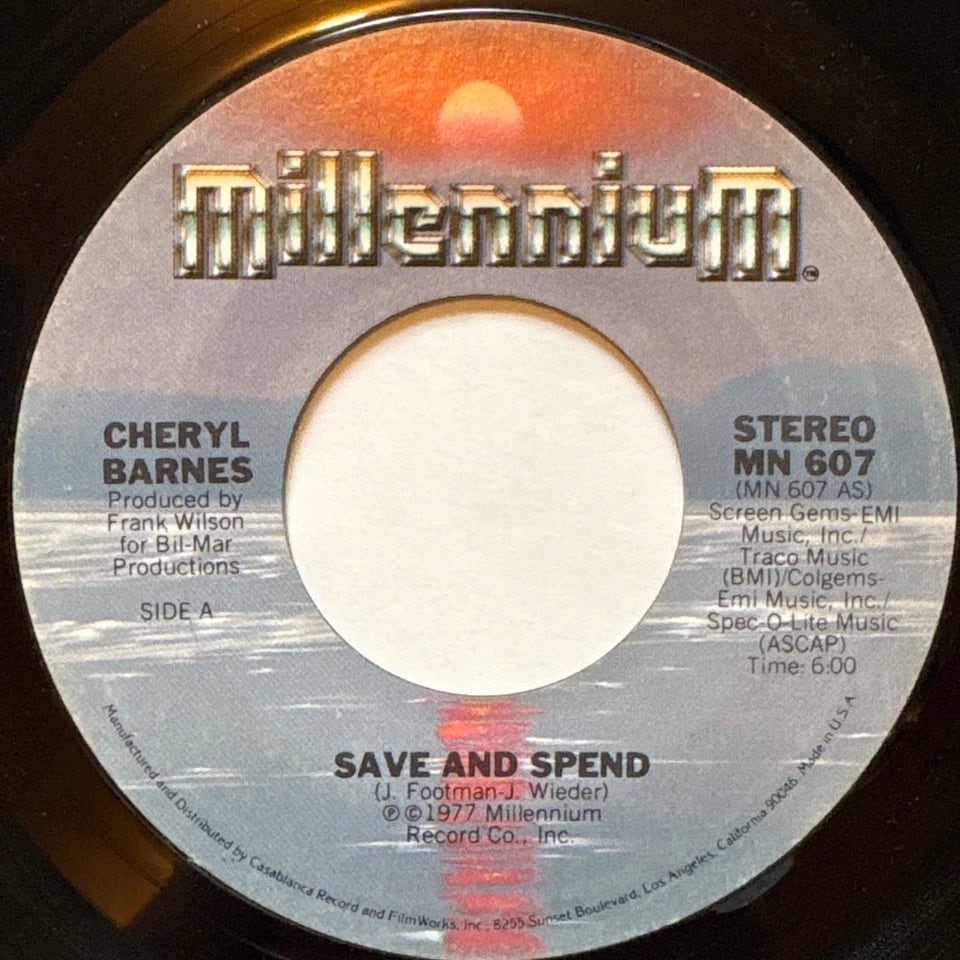 millennium
TM
CHERYL
BARNES
Produced by
Frank Wilson
for Bil-Mar
Productions
SIDE A
STEREO
MN 607
(MN 607 AS)
Screen Gems-EMI
Music, Inc./
Traco Music
(BMI)/Colgems-
Emi Music, Inc./
Spec-O-Lite Music
(ASCAP)
Time: 6:00
SAVE AND SPEND
(J. Footman-J. Wieder)
℗©1977 Millennium
Record Co., Inc.
Manufactured and Distributed by Casablanca Record and FilmWorks, Inc., 8255 Sunset Boulevard, Los Angeles, California 90046 Made in U.S.A.